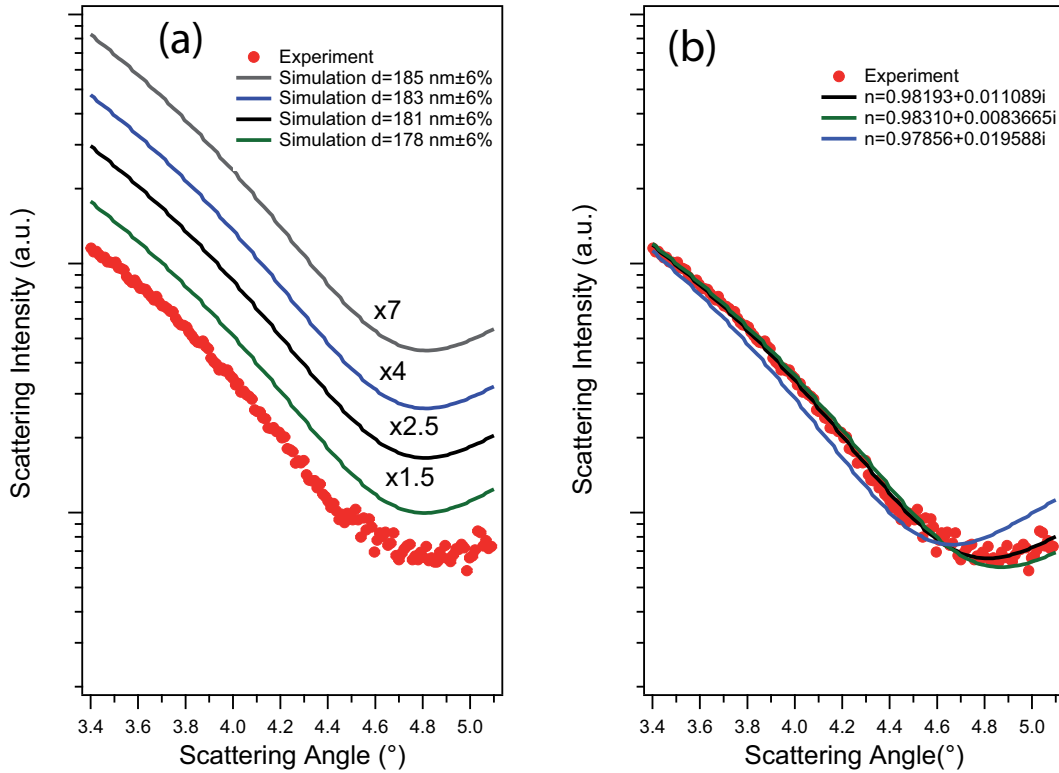 (a)
Experiment
Simulation d=185 nm±6%
Simulation d=183 nm±6%
Simulation d=181 nm±6%
Simulation d=178 nm±6%
x7
x4
x2.5
x1.5
Scattering Intensity (a.u.)
3.4 3.6 3.8 4.0 4.2 4.4 4.6 4.8 5.0
Scattering Angle (°)
(b)
Experiment
n=0.98193+0.011089i
n=0.98310+0.0083665i
n=0.97856+0.019588i
Scattering Intensity (a.u.)
3.4 3.6 3.8 4.0 4.2 4.4 4.6 4.8 5.0
Scattering Angle(°)